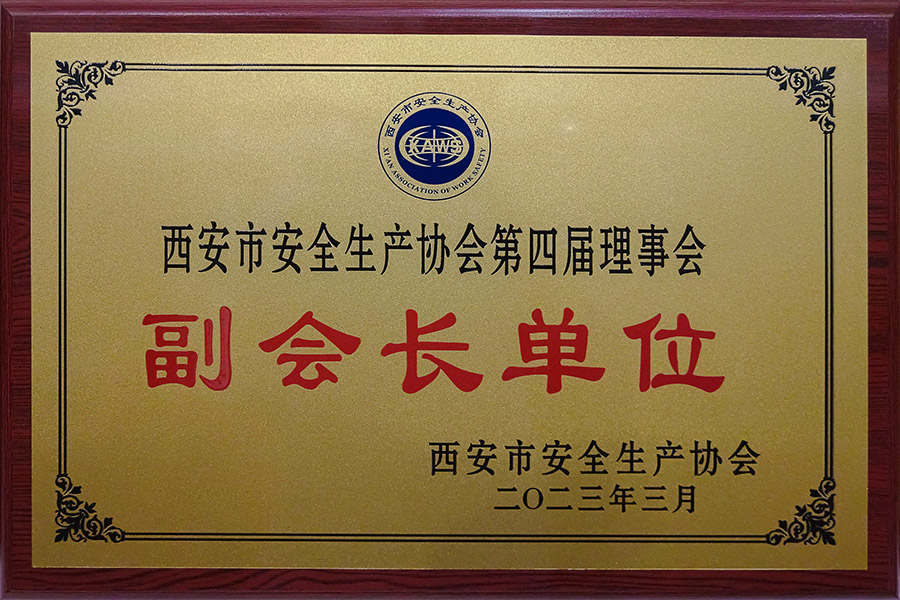 西安市安全生产协会
KAWS
XI'AN ASSOCIATION OF WORK SAFETY
西安市安全生产协会第四届理事会
副会长单位
西安市安全生产协会
二〇二三年三月